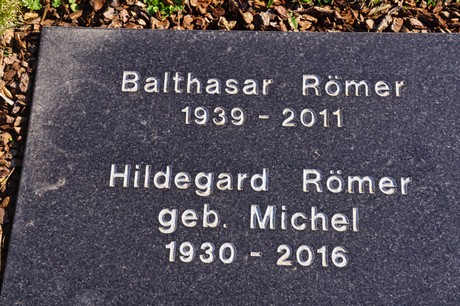 Balthasar Römer
1939 - 2011
Hildegard Römer
geb. Michel
1930 - 2016